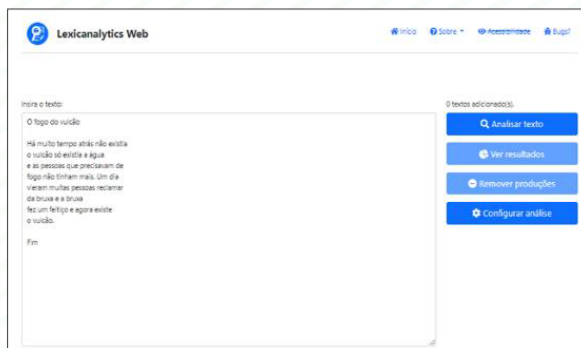 Lexicanalytics Web
Início
Sobre
Acessibilidade
Bugs?
Insira o texto:
0 textos adicionado(s).
O fogo do vulcão
Há muito tempo atrás não existia
o vulcão só existia a água
e as pessoas que precisavam de
fogo não tinham mais. Um dia
vieram muitas pessoas reclamar
da bruxa e a bruxa
fez um feitiço e agora existe
o vulcão.
Fim
Analisar texto
Ver resultados
Remover produções
Configurar análise